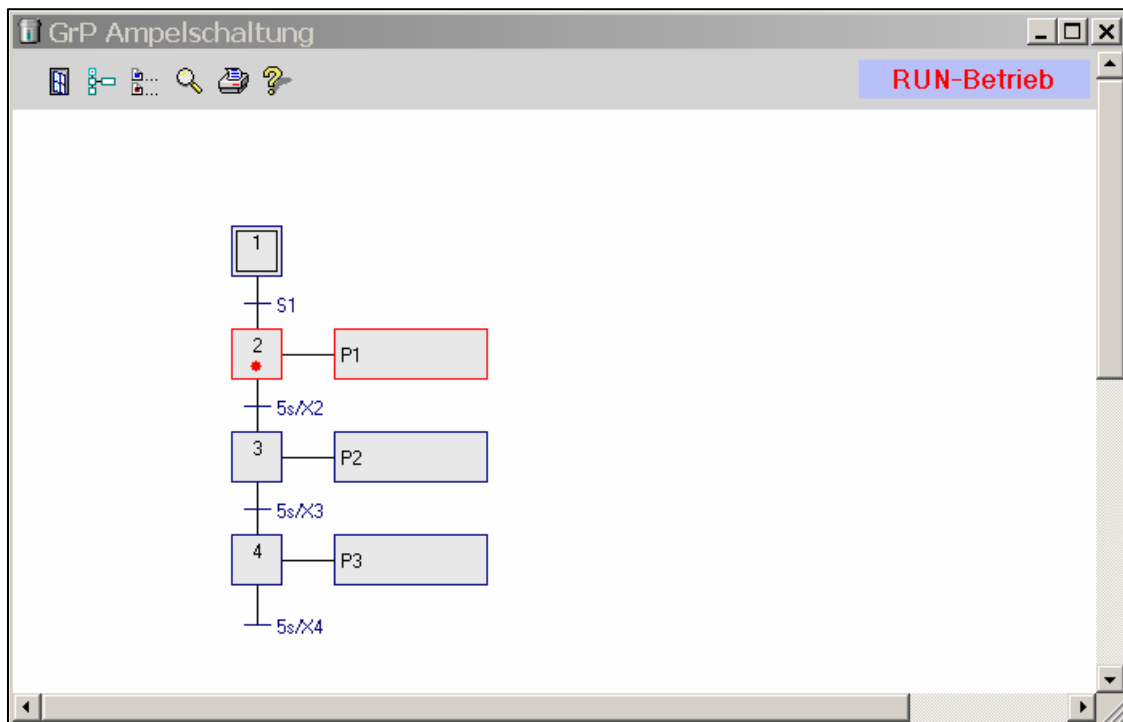 GrP Ampelschaltung
RUN-Betrieb
1
S1
2
P1
5s/X2
3
P2
5s/X3
4
P3
5s/X4